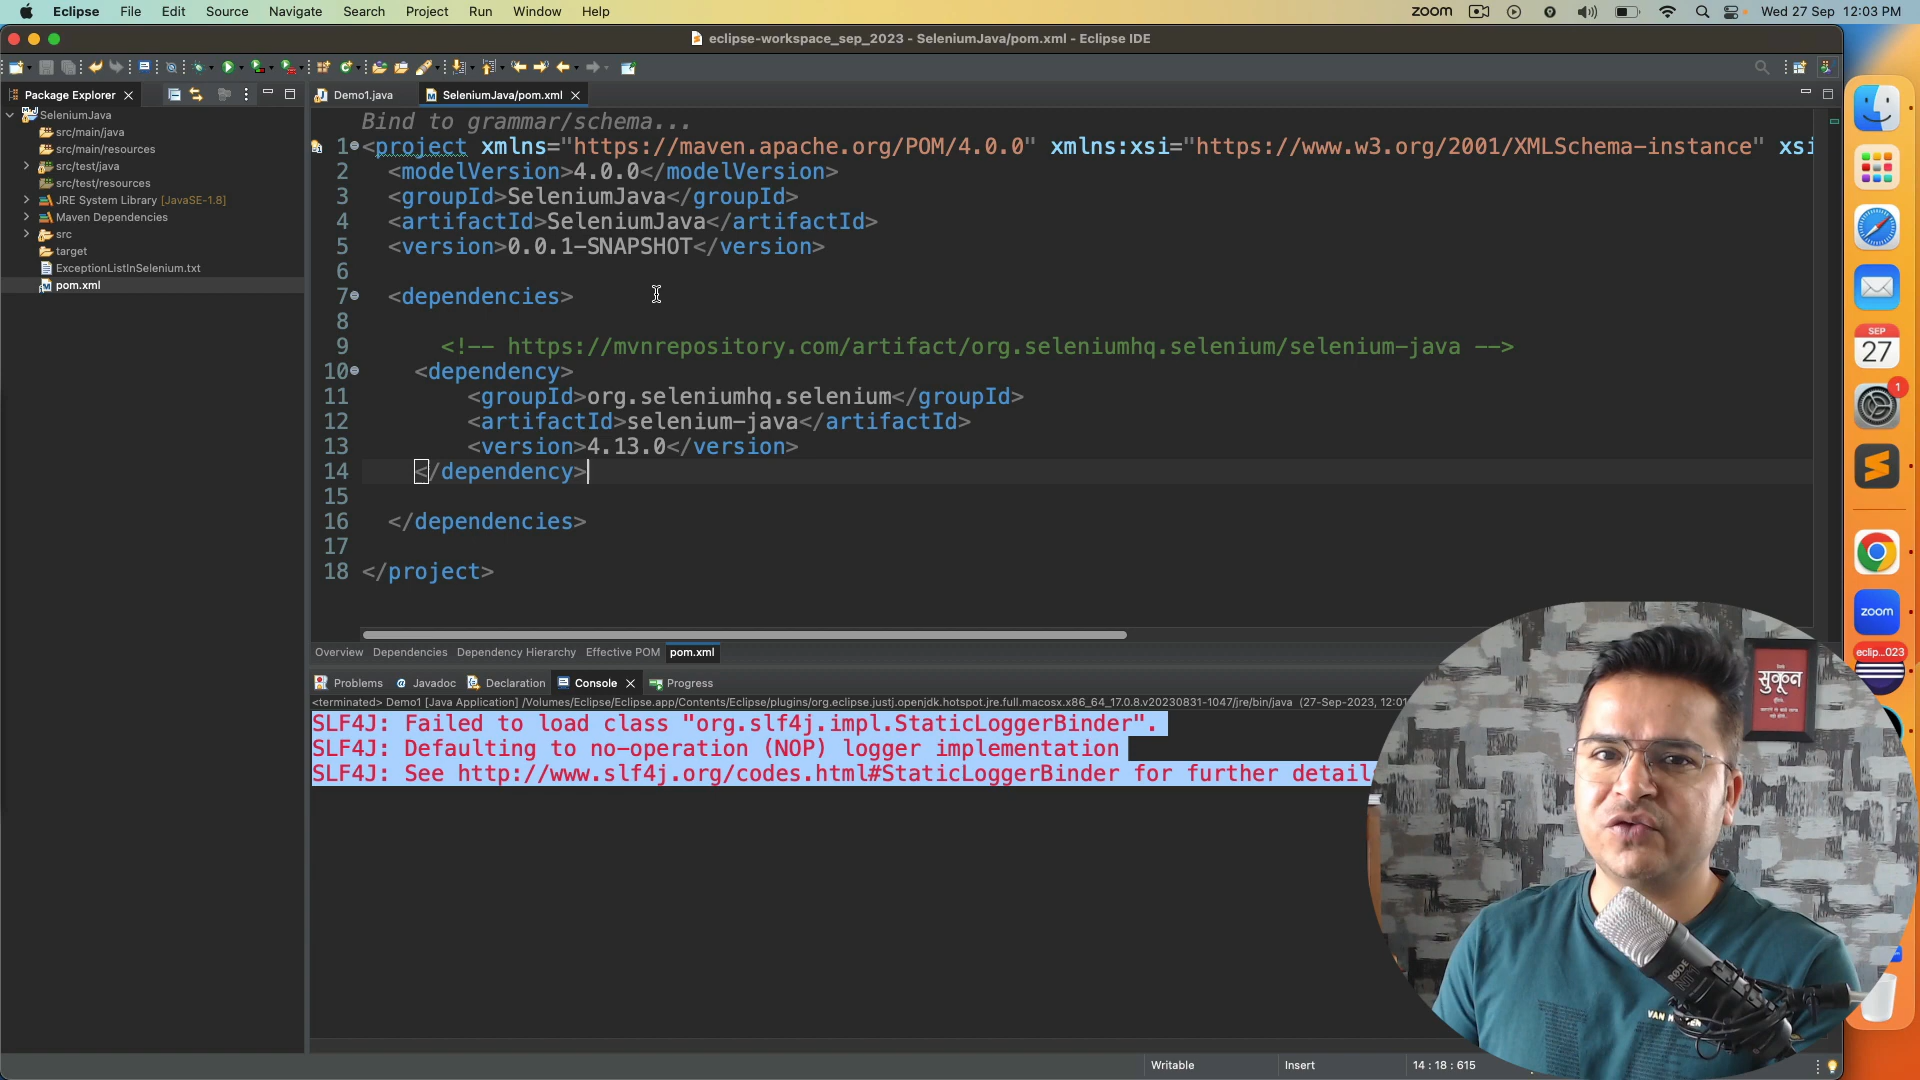 Eclipse File Edit Source Navigate Search Project Run Window Help
zoom Wed 27 Sep 12:03 PM
eclipse-workspace_sep_2023 - SeleniumJava/pom.xml - Eclipse IDE
Package Explorer
SeleniumJava
src/main/java
src/main/resources
src/test/java
src/test/resources
JRE System Library [JavaSE-1.8]
Maven Dependencies
src
target
ExceptionListInSelenium.txt
pom.xml
Demo1.java SeleniumJava/pom.xml
Bind to grammar/schema...
1 <project xmlns="https://maven.apache.org/POM/4.0.0" xmlns:xsi="https://www.w3.org/2001/XMLSchema-instance" xsi
2 <modelVersion>4.0.0</modelVersion>
3 <groupId>SeleniumJava</groupId>
4 <artifactId>SeleniumJava</artifactId>
5 <version>0.0.1-SNAPSHOT</version>
6
7 <dependencies>
8
9 <!-- https://mvnrepository.com/artifact/org.seleniumhq.selenium/selenium-java -->
10 <dependency>
11 <groupId>org.seleniumhq.selenium</groupId>
12 <artifactId>selenium-java</artifactId>
13 <version>4.13.0</version>
14 </dependency>
15
16 </dependencies>
17
18 </project>
Overview Dependencies Dependency Hierarchy Effective POM pom.xml
Problems Javadoc Declaration Console Progress
<terminated> Demo1 [Java Application] /Volumes/Eclipse/Eclipse.app/Contents/Eclipse/plugins/org.eclipse.justj.openjdk.hotspot.jre.full.macosx.x86_64_17.0.8.v20230831-1047/jre/bin/java (27-Sep-2023, 12:01
SLF4J: Failed to load class "org.slf4j.impl.StaticLoggerBinder".
SLF4J: Defaulting to no-operation (NOP) logger implementation
SLF4J: See http://www.slf4j.org/codes.html#StaticLoggerBinder for further detail
Writable Insert 14 : 18 : 615
SEP
27
1
zoom
eclip...023
सुकून
RØDE
NT1